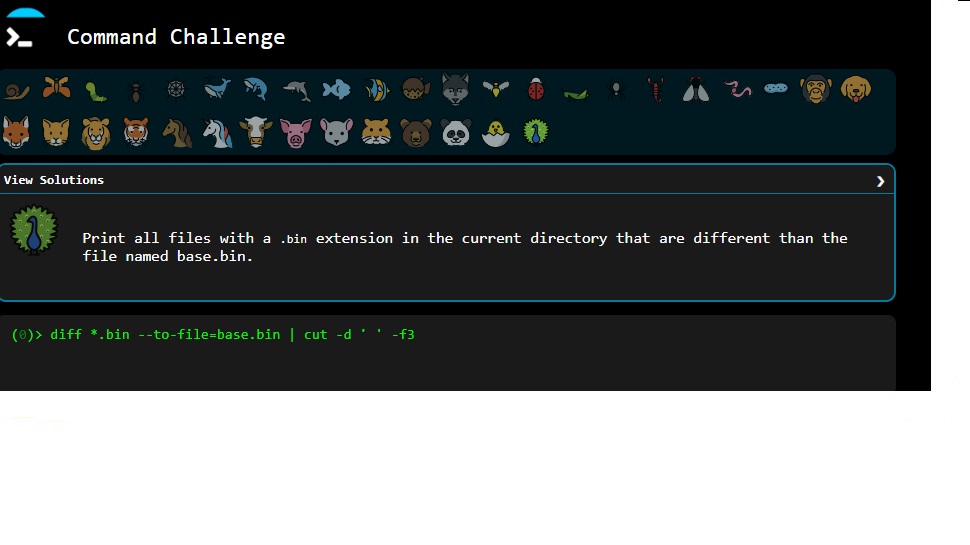 Command Challenge
View Solutions
Print all files with a .bin extension in the current directory that are different than the
file named base.bin.
(0)> diff *.bin --to-file=base.bin | cut -d ' ' -f3